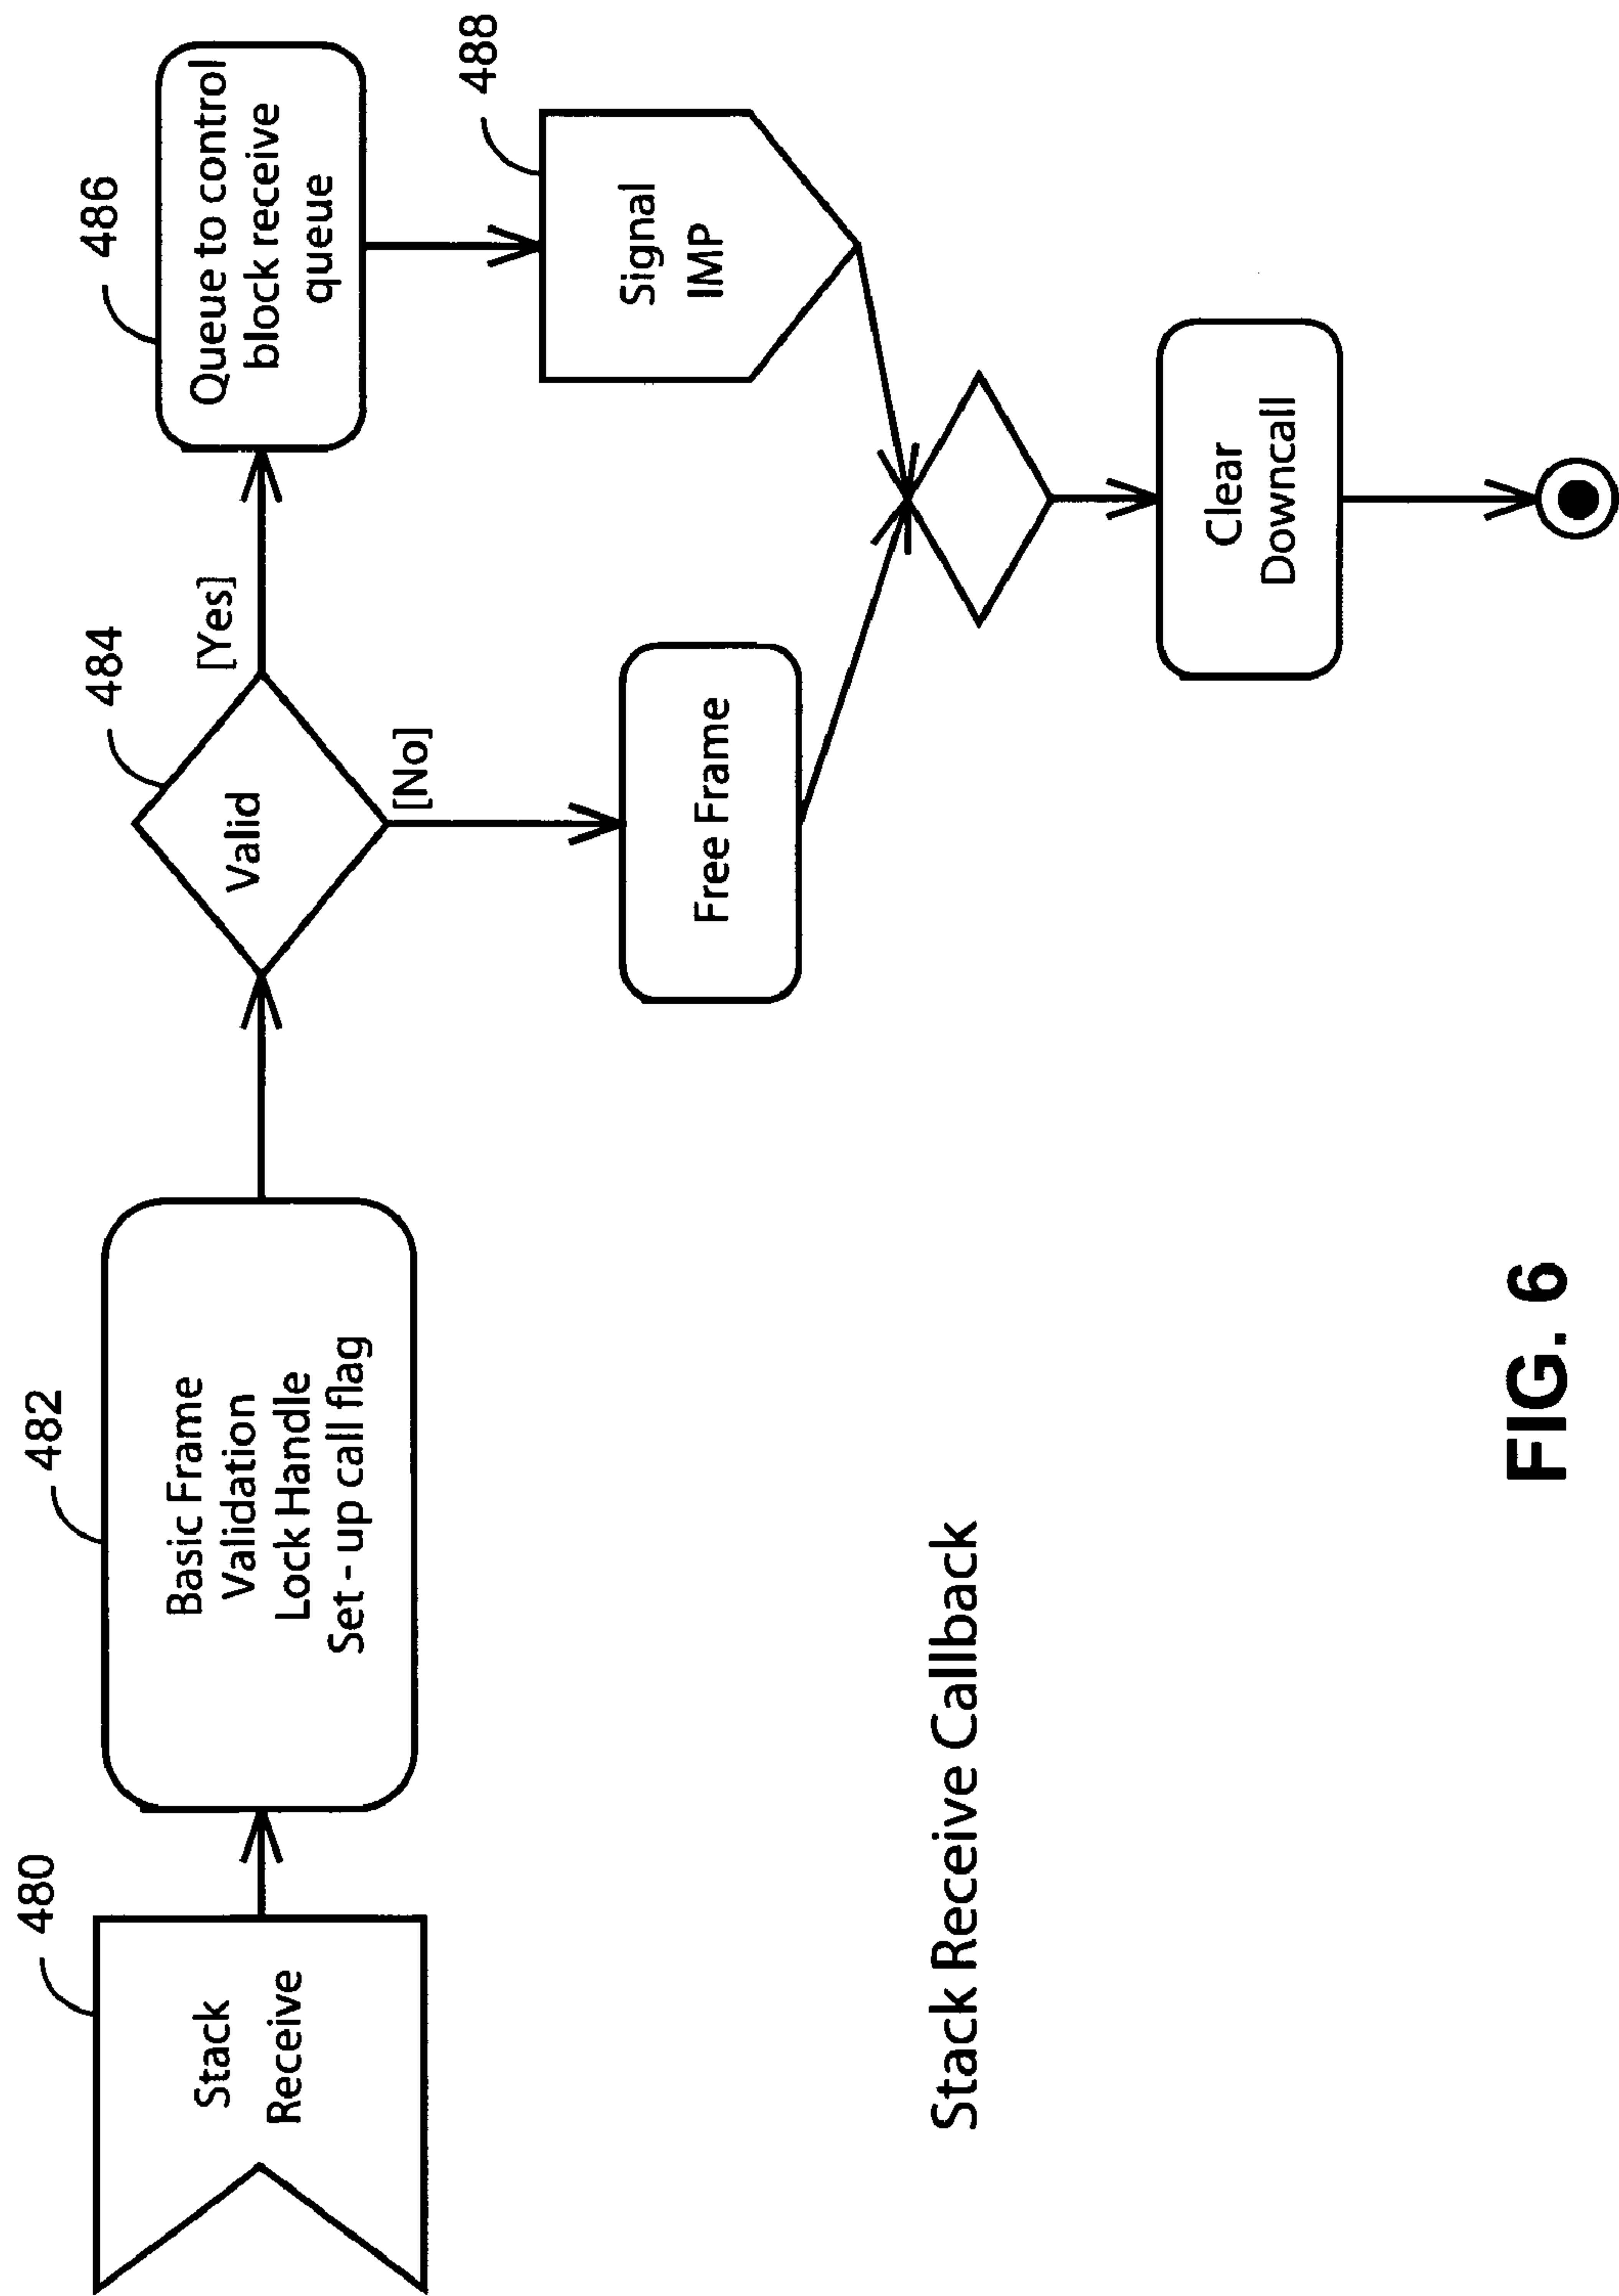 480
Stack
Receive
482
Basic Frame
Validation
Lock Handle
Set - up call flag
484
Valid
[Yes]
[No]
486
Queue to control
block receive
queue
488
Signal
IMP
Free Frame
Clear
Downcall
Stack Receive Callback
FIG. 6